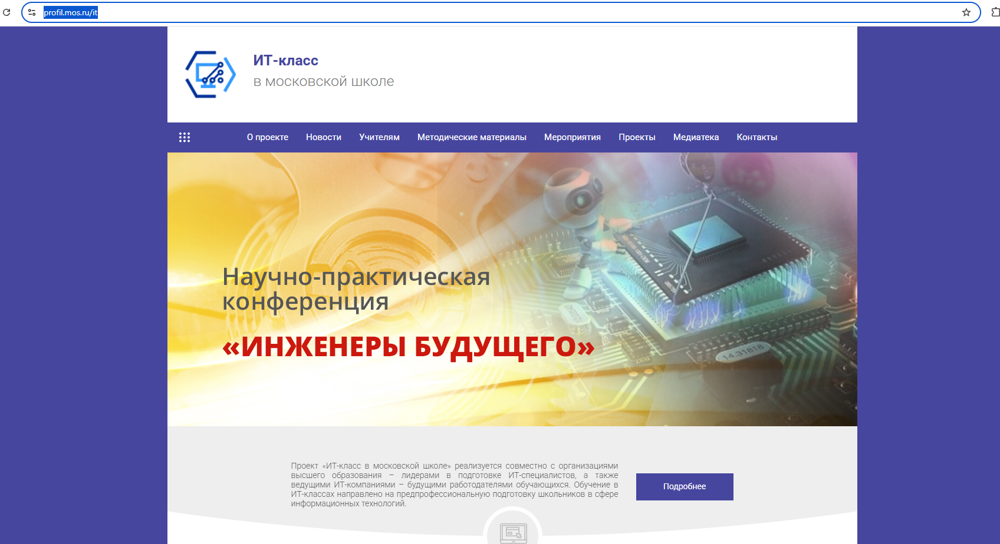 profil.mos.ru/it
ИТ-класс
в московской школе
О проекте Новости Учителям Методические материалы Мероприятия Проекты Медиатека Контакты
Научно-практическая
конференция
«ИНЖЕНЕРЫ БУДУЩЕГО»
14.31818
Проект «ИТ-класс в московской школе» реализуется совместно с организациями
высшего образования – лидерами в подготовке ИТ-специалистов, а также
ведущими ИТ-компаниями – будущими работодателями обучающихся. Обучение в
ИТ-классах направлено на предпрофессиональную подготовку школьников в сфере
информационных технологий.
Подробнее